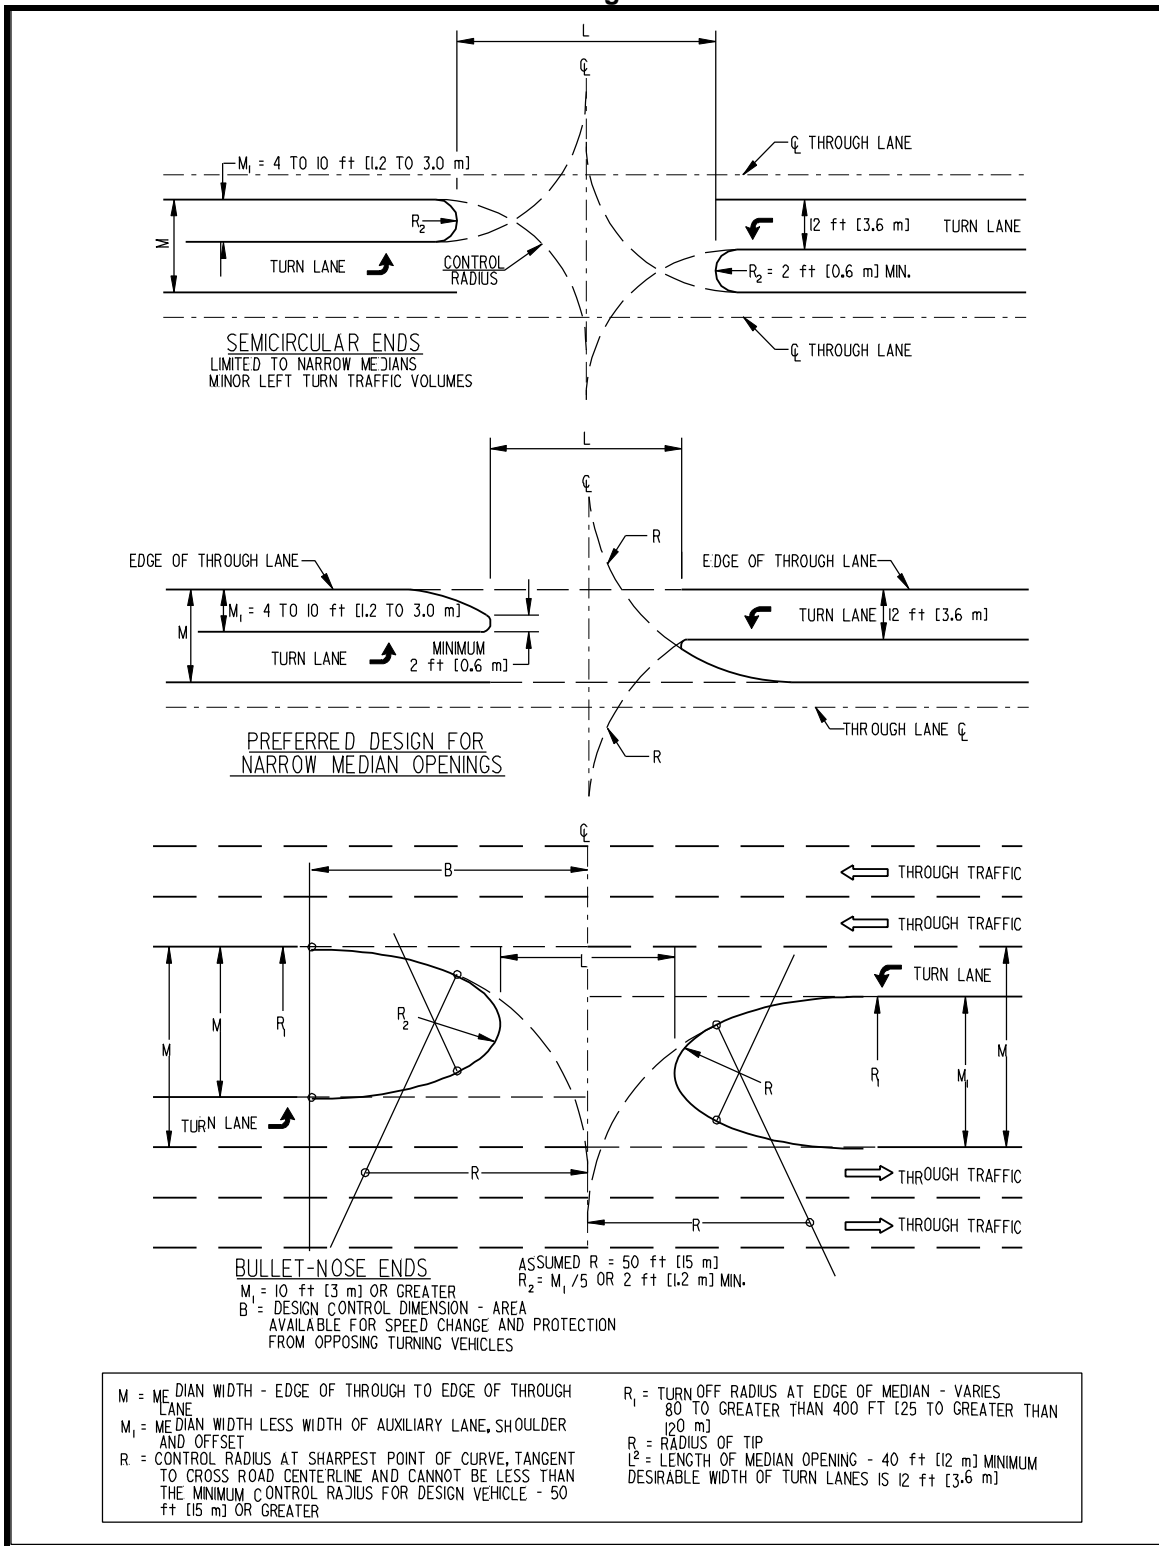 L
℄
℄ THROUGH LANE
M₁ = 4 TO 10 ft [1.2 TO 3.0 m]
R₂
12 ft [3.6 m]
TURN LANE
M
TURN LANE
CONTROL
RADIUS
R₂ = 2 ft [0.6 m] MIN.
SEMICIRCULAR ENDS
LIMITED TO NARROW MEDIANS
MINOR LEFT TURN TRAFFIC VOLUMES
℄ THROUGH LANE
L
℄
R
EDGE OF THROUGH LANE
EDGE OF THROUGH LANE
M₁ = 4 TO 10 ft [1.2 TO 3.0 m]
TURN LANE
12 ft [3.6 m]
M
TURN LANE
MINIMUM
2 ft [0.6 m]
THROUGH LANE ℄
PREFERRED DESIGN FOR
NARROW MEDIAN OPENINGS
R
℄
B
THROUGH TRAFFIC
THROUGH TRAFFIC
L
TURN LANE
R₂
M
M
R₁
R
R₁
M₁
M
TURN LANE
R
THROUGH TRAFFIC
R
THROUGH TRAFFIC
BULLET-NOSE ENDS
M₁ = 10 ft [3 m] OR GREATER
B = DESIGN CONTROL DIMENSION - AREA
AVAILABLE FOR SPEED CHANGE AND PROTECTION
FROM OPPOSING TURNING VEHICLES
ASSUMED R = 50 ft [15 m]
R₂ = M₁/5 OR 2 ft [1.2 m] MIN.
M = MEDIAN WIDTH - EDGE OF THROUGH TO EDGE OF THROUGH
LANE
M₁ = MEDIAN WIDTH LESS WIDTH OF AUXILIARY LANE, SHOULDER
AND OFFSET
R = CONTROL RADIUS AT SHARPEST POINT OF CURVE, TANGENT
TO CROSS ROAD CENTERLINE AND CANNOT BE LESS THAN
THE MINIMUM CONTROL RADIUS FOR DESIGN VEHICLE - 50
ft [15 m] OR GREATER
R₁ = TURN OFF RADIUS AT EDGE OF MEDIAN - VARIES
80 TO GREATER THAN 400 FT [25 TO GREATER THAN
120 m]
R = RADIUS OF TIP
L² = LENGTH OF MEDIAN OPENING - 40 ft [12 m] MINIMUM
DESIRABLE WIDTH OF TURN LANES IS 12 ft [3.6 m]